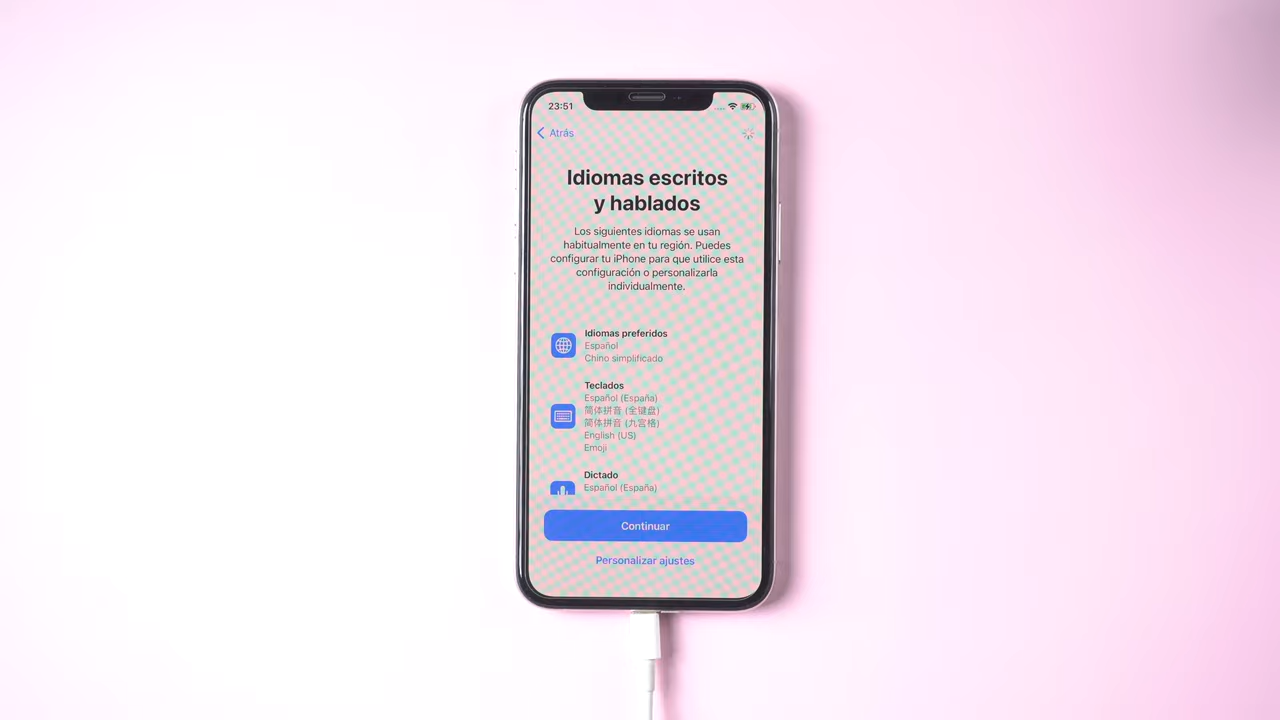 23:51
Atrás
Idiomas escritos
y hablados
Los siguientes idiomas se usan
habitualmente en tu región. Puedes
configurar tu iPhone para que utilice esta
configuración o personalizarla
individualmente.
Idiomas preferidos
Español
Chino simplificado
Teclados
Español (España)
简体拼音 (全键盘)
简体拼音 (九宫格)
English (US)
Emoji
Dictado
Español (España)
Continuar
Personalizar ajustes